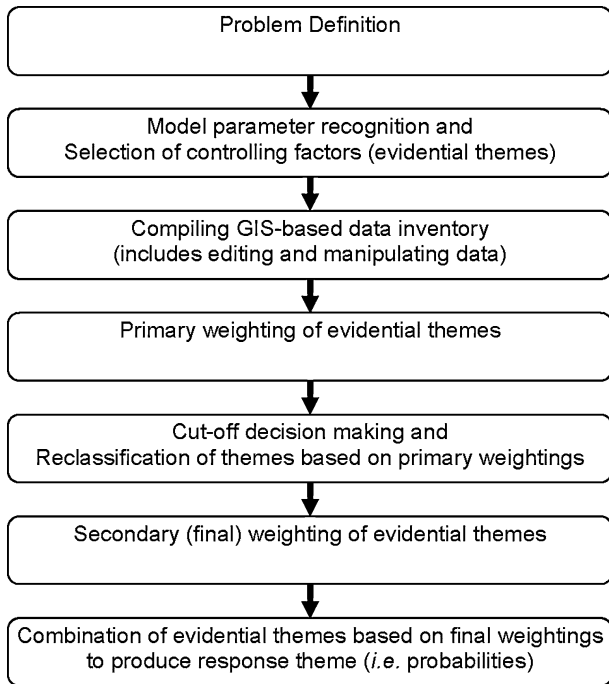 Problem Definition
Model parameter recognition and
Selection of controlling factors (evidential themes)
Compiling GIS-based data inventory
(includes editing and manipulating data)
Primary weighting of evidential themes
Cut-off decision making and
Reclassification of themes based on primary weightings
Secondary (final) weighting of evidential themes
Combination of evidential themes based on final weightings
to produce response theme (i.e. probabilities)